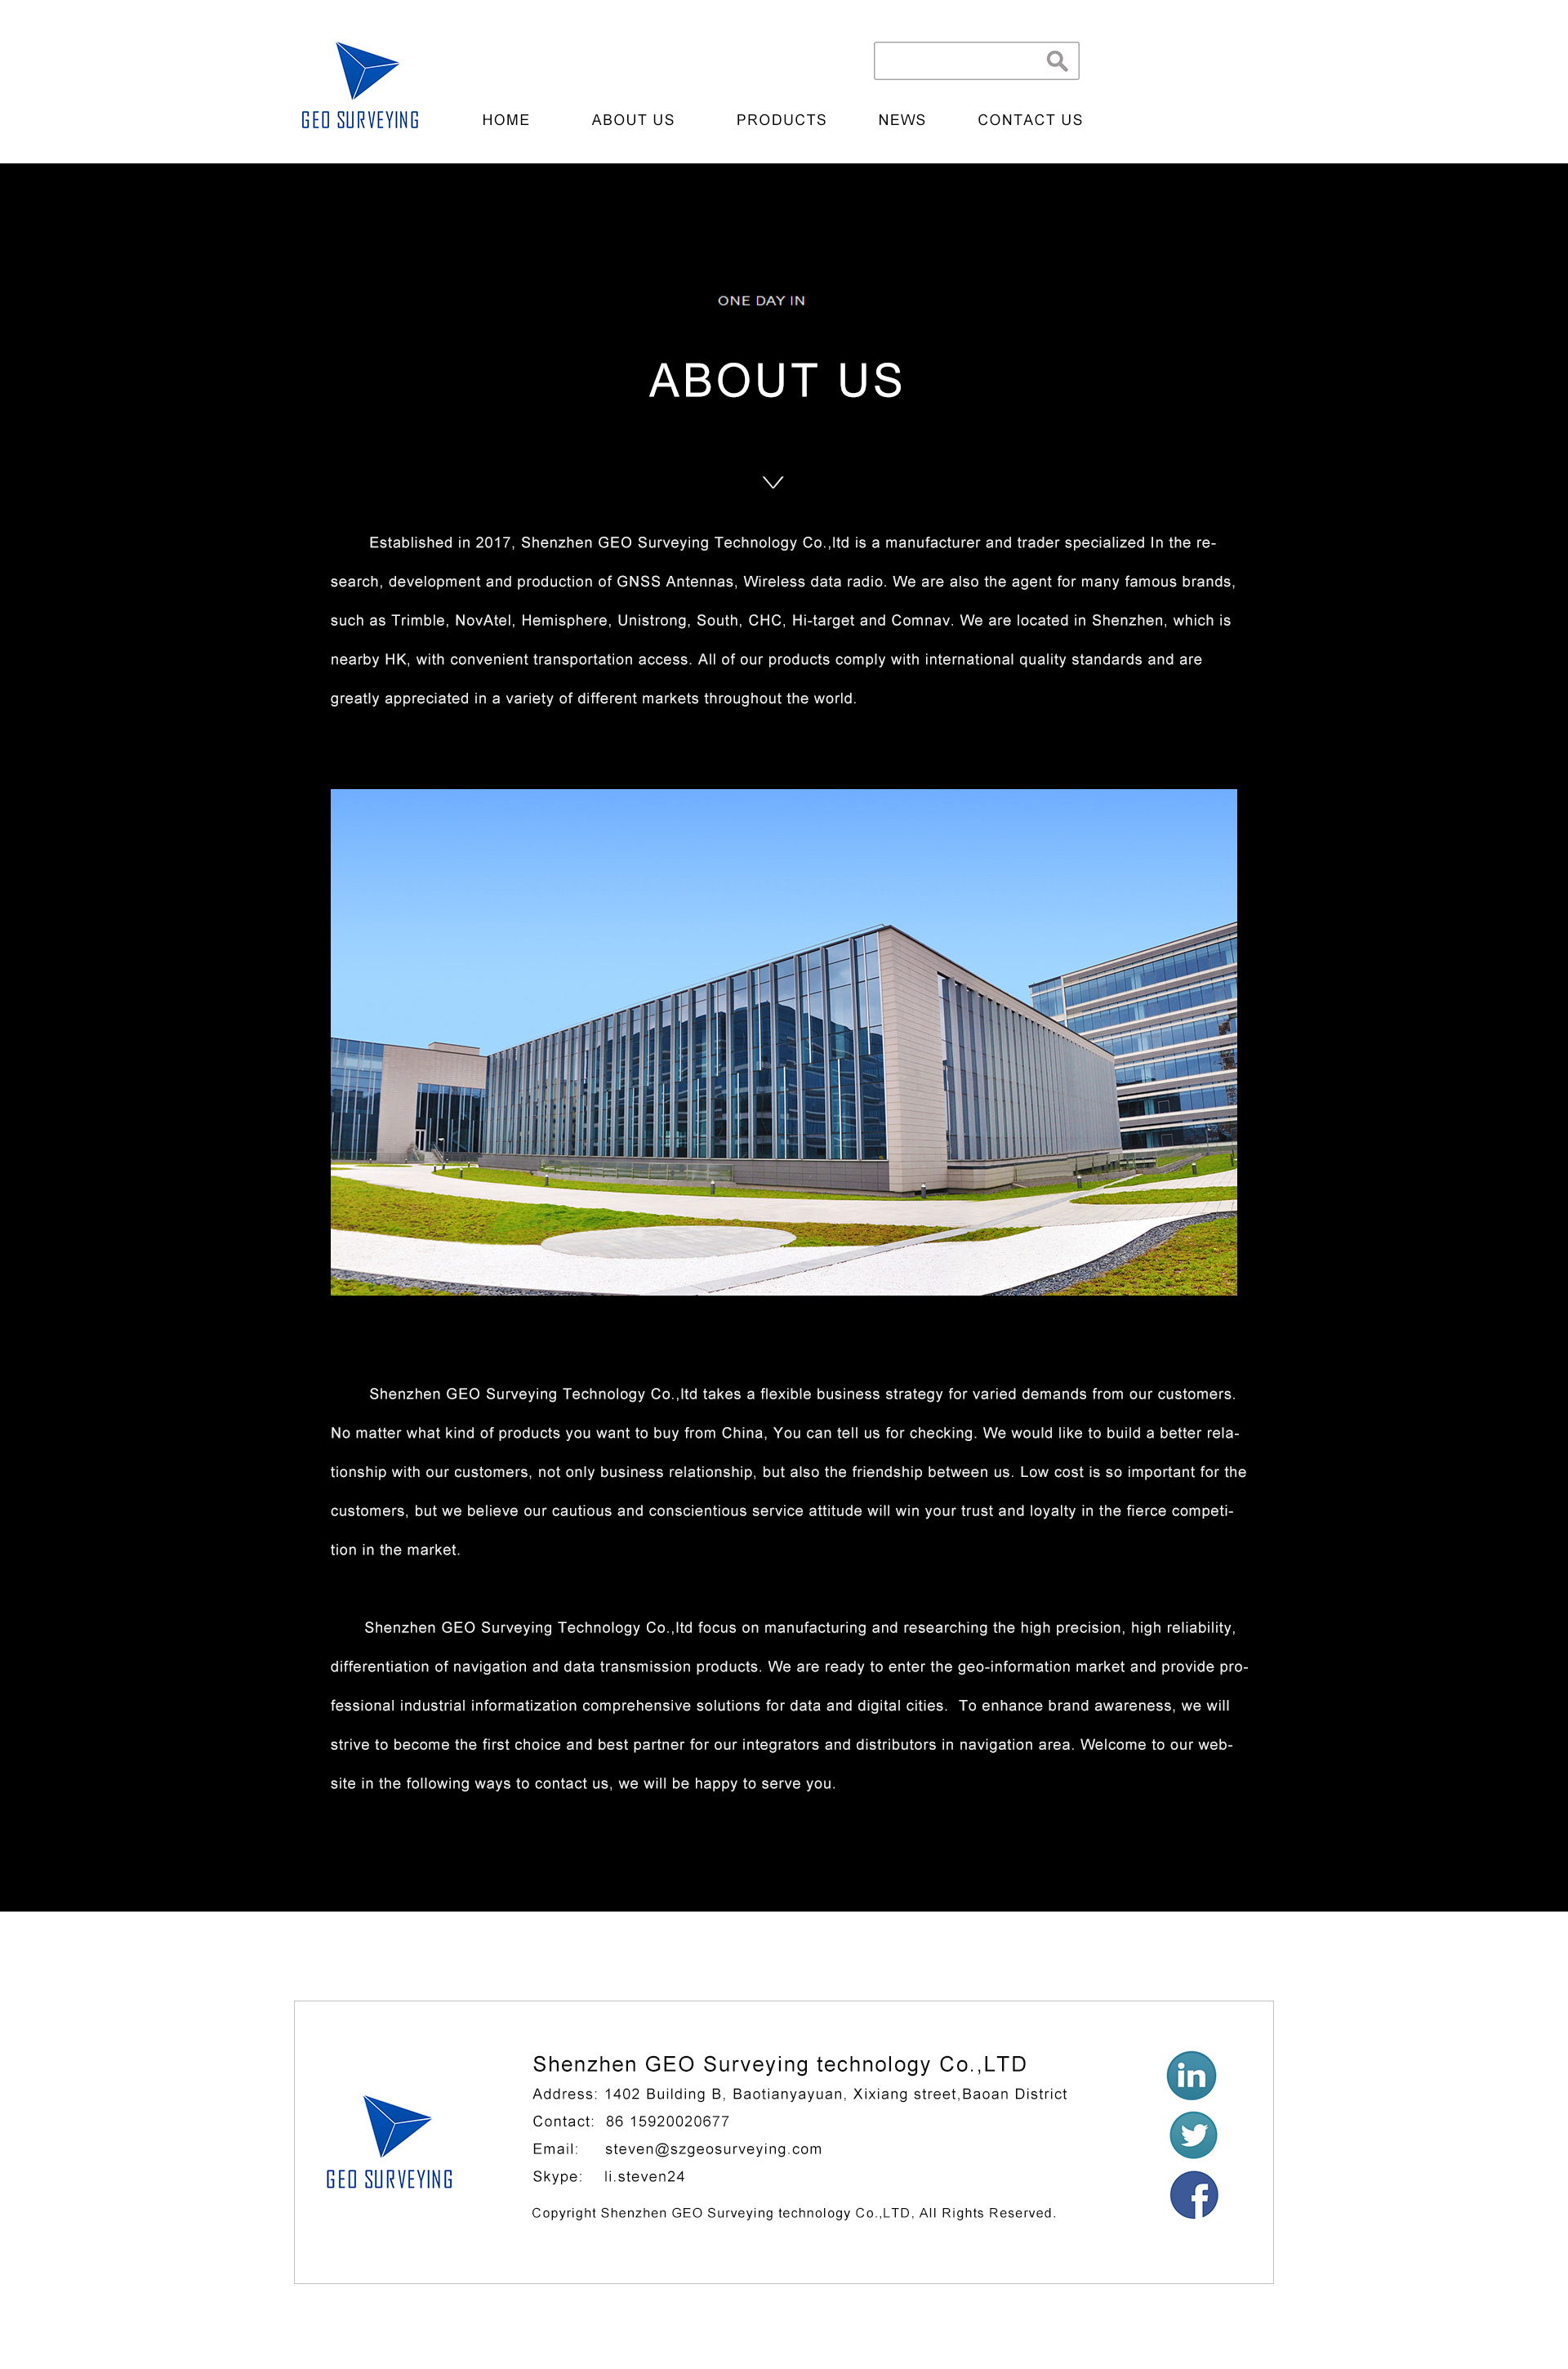 GEO SURVEYING
HOME
ABOUT US
PRODUCTS
NEWS
CONTACT US
ONE DAY IN
ABOUT US
Established in 2017, Shenzhen GEO Surveying Technology Co.,ltd is a manufacturer and trader specialized In the re-
search, development and production of GNSS Antennas, Wireless data radio. We are also the agent for many famous brands,
such as Trimble, NovAtel, Hemisphere, Unistrong, South, CHC, Hi-target and Comnav. We are located in Shenzhen, which is
nearby HK, with convenient transportation access. All of our products comply with international quality standards and are
greatly appreciated in a variety of different markets throughout the world.
Shenzhen GEO Surveying Technology Co.,ltd takes a flexible business strategy for varied demands from our customers.
No matter what kind of products you want to buy from China, You can tell us for checking. We would like to build a better rela-
tionship with our customers, not only business relationship, but also the friendship between us. Low cost is so important for the
customers, but we believe our cautious and conscientious service attitude will win your trust and loyalty in the fierce competi-
tion in the market.
Shenzhen GEO Surveying Technology Co.,ltd focus on manufacturing and researching the high precision, high reliability,
differentiation of navigation and data transmission products. We are ready to enter the geo-information market and provide pro-
fessional industrial informatization comprehensive solutions for data and digital cities.  To enhance brand awareness, we will
strive to become the first choice and best partner for our integrators and distributors in navigation area. Welcome to our web-
site in the following ways to contact us, we will be happy to serve you.
GEO SURVEYING
Shenzhen GEO Surveying technology Co.,LTD
Address: 1402 Building B, Baotianyayuan, Xixiang street,Baoan District
Contact: 86 15920020677
Email: steven@szgeosurveying.com
Skype: li.steven24
Copyright Shenzhen GEO Surveying technology Co.,LTD, All Rights Reserved.
in
f